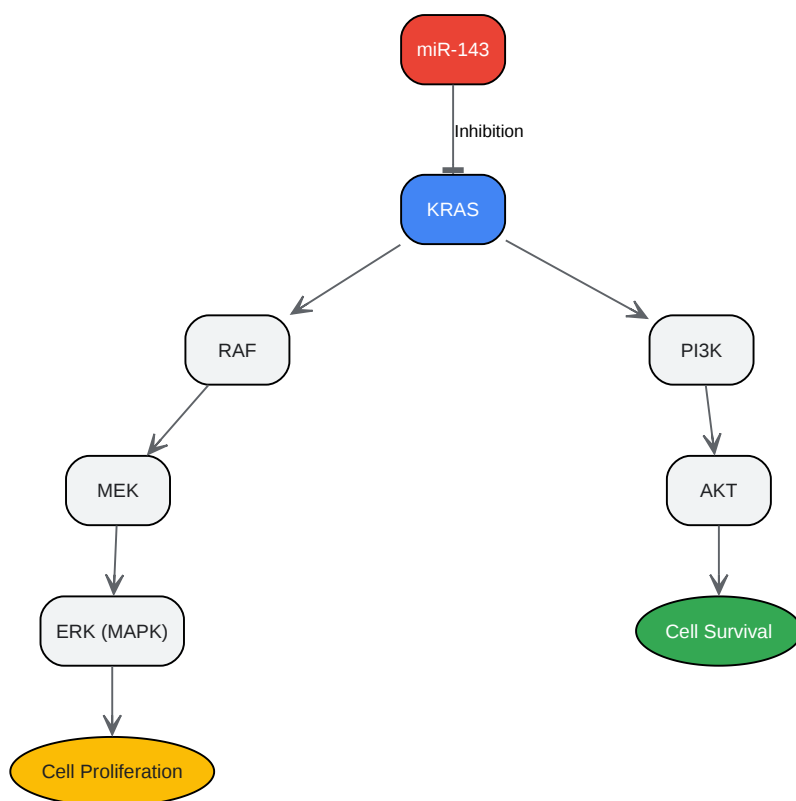 miR-143
Inhibition
KRAS
RAF
PI3K
MEK
AKT
ERK (MAPK)
Cell Survival
Cell Proliferation